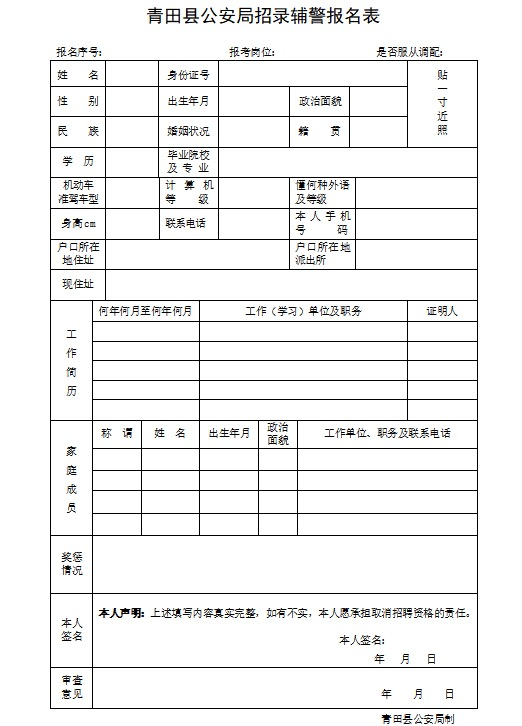 青田县公安局招录辅警报名表
报名序号: 报考岗位: 是否服从调配:
姓 名 身份证号
性 别 出生年月 政治面貌
民 族 婚姻状况 籍 贯
贴
一
寸
近
照
学 历 毕业院校
及 专 业
机动车
准驾车型 计 算 机
等 级 懂何种外语
及等级
身高cm 联系电话 本 人 手 机
号 码
户口所在
地住址 户口所在地
派出所
现住址
工
作
简
历
何年何月至何年何月 工作（学习）单位及职务 证明人
家
庭
成
员
称 谓 姓 名 出生年月 政治
面貌 工作单位、职务及联系电话
奖惩
情况
本人
签名
本人声明:上述填写内容真实完整，如有不实，本人愿承担取消招聘资格的责任。
本人签名:
年 月 日
审查
意见
年 月 日
青田县公安局制